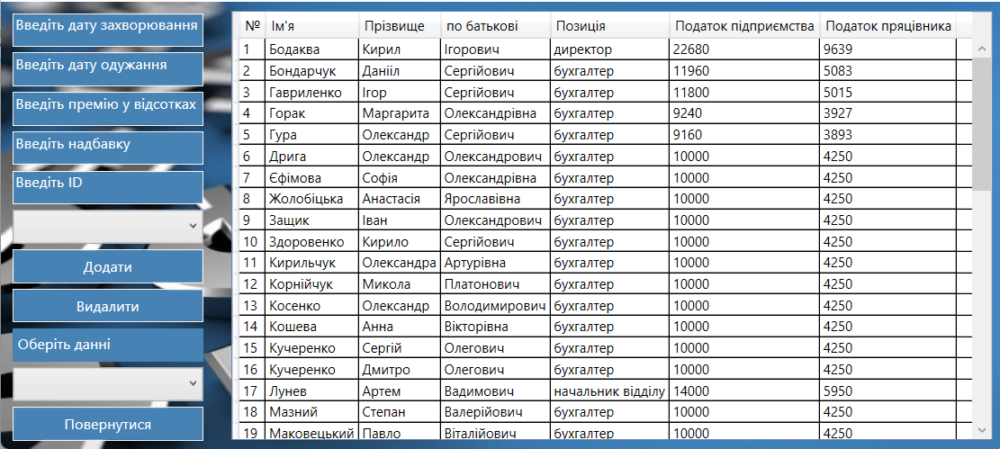 Введіть дату захворювання
Введіть дату одужання
Введіть премію у відсотках
Введіть надбавку
Введіть ID
Додати
Видалити
Оберіть данні
Повернутися
№ Ім'я Прізвище по батькові Позиція Податок підприємства Податок пряцівника
1 Бодаква Кирил Ігорович директор 22680 9639
2 Бондарчук Данііл Сергійович бухгалтер 11960 5083
3 Гавриленко Ігор Сергійович бухгалтер 11800 5015
4 Горак Маргарита Олександрівна бухгалтер 9240 3927
5 Гура Олександр Сергійович бухгалтер 9160 3893
6 Дрига Олександр Олександрович бухгалтер 10000 4250
7 Єфімова Софія Олександрівна бухгалтер 10000 4250
8 Жолобіцька Анастасія Ярославівна бухгалтер 10000 4250
9 Защик Іван Олександрович бухгалтер 10000 4250
10 Здоровенко Кирило Сергійович бухгалтер 10000 4250
11 Кирильчук Олександра Артурівна бухгалтер 10000 4250
12 Корнійчук Микола Платонович бухгалтер 10000 4250
13 Косенко Олександр Володимирович бухгалтер 10000 4250
14 Кошева Анна Вікторівна бухгалтер 10000 4250
15 Кучеренко Сергій Олегович бухгалтер 10000 4250
16 Кучеренко Дмитро Олегович бухгалтер 10000 4250
17 Лунев Артем Вадимович начальник відділу 14000 5950
18 Мазний Степан Валерійович бухгалтер 10000 4250
19 Маковецький Павло Віталійович бухгалтер 10000 4250